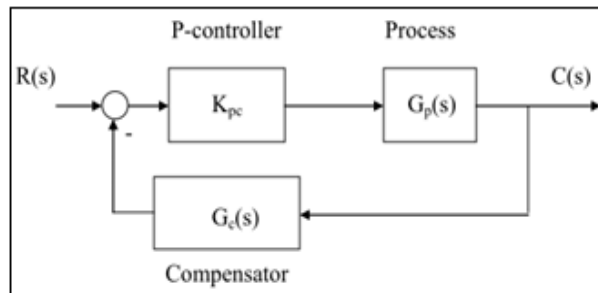 P-controller Process
R(s) C(s)
K_pc G_p(s)
-
G_c(s)
Compensator